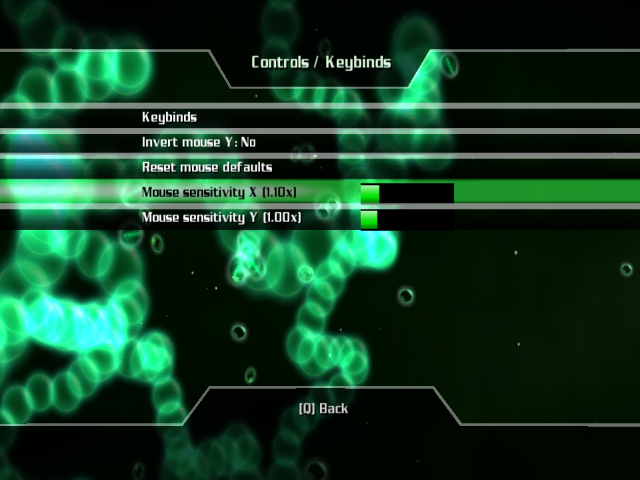 Controls / Keybinds
Keybinds
Invert mouse Y: No
Reset mouse defaults
Mouse sensitivity X (1.10x)
Mouse sensitivity Y (1.00x)
[Q] Back